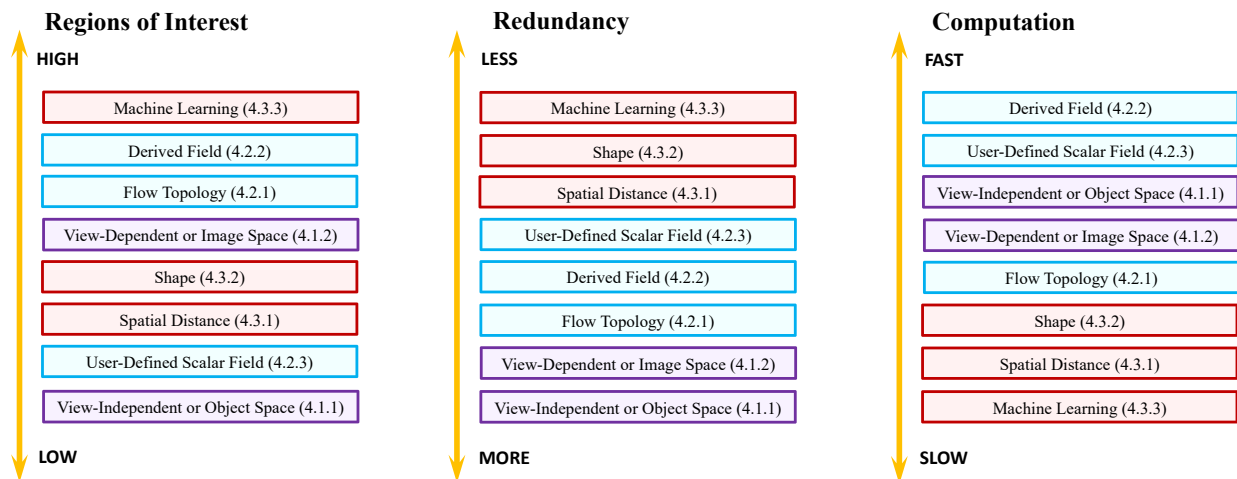 Regions of Interest
HIGH
Machine Learning (4.3.3)
Derived Field (4.2.2)
Flow Topology (4.2.1)
View-Dependent or Image Space (4.1.2)
Shape (4.3.2)
Spatial Distance (4.3.1)
User-Defined Scalar Field (4.2.3)
View-Independent or Object Space (4.1.1)
LOW
Redundancy
LESS
Machine Learning (4.3.3)
Shape (4.3.2)
Spatial Distance (4.3.1)
User-Defined Scalar Field (4.2.3)
Derived Field (4.2.2)
Flow Topology (4.2.1)
View-Dependent or Image Space (4.1.2)
View-Independent or Object Space (4.1.1)
MORE
Computation
FAST
Derived Field (4.2.2)
User-Defined Scalar Field (4.2.3)
View-Independent or Object Space (4.1.1)
View-Dependent or Image Space (4.1.2)
Flow Topology (4.2.1)
Shape (4.3.2)
Spatial Distance (4.3.1)
Machine Learning (4.3.3)
SLOW